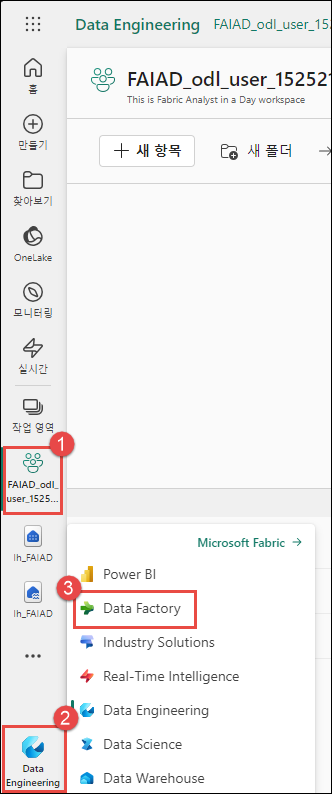 Data Engineering FAIAD_odl_user_15252
FAIAD_odl_user_15252
This is Fabric Analyst in a Day workspace
홈
만들기
새 항목
새 폴더
찾아보기
OneLake
모니터링
실시간
작업 영역
1
FAIAD_odl_
user_1525...
lh_FAIAD
lh_FAIAD
Microsoft Fabric
Power BI
3
Data Factory
Industry Solutions
Real-Time Intelligence
Data Engineering
Data Science
Data Warehouse
2
Data
Engineering